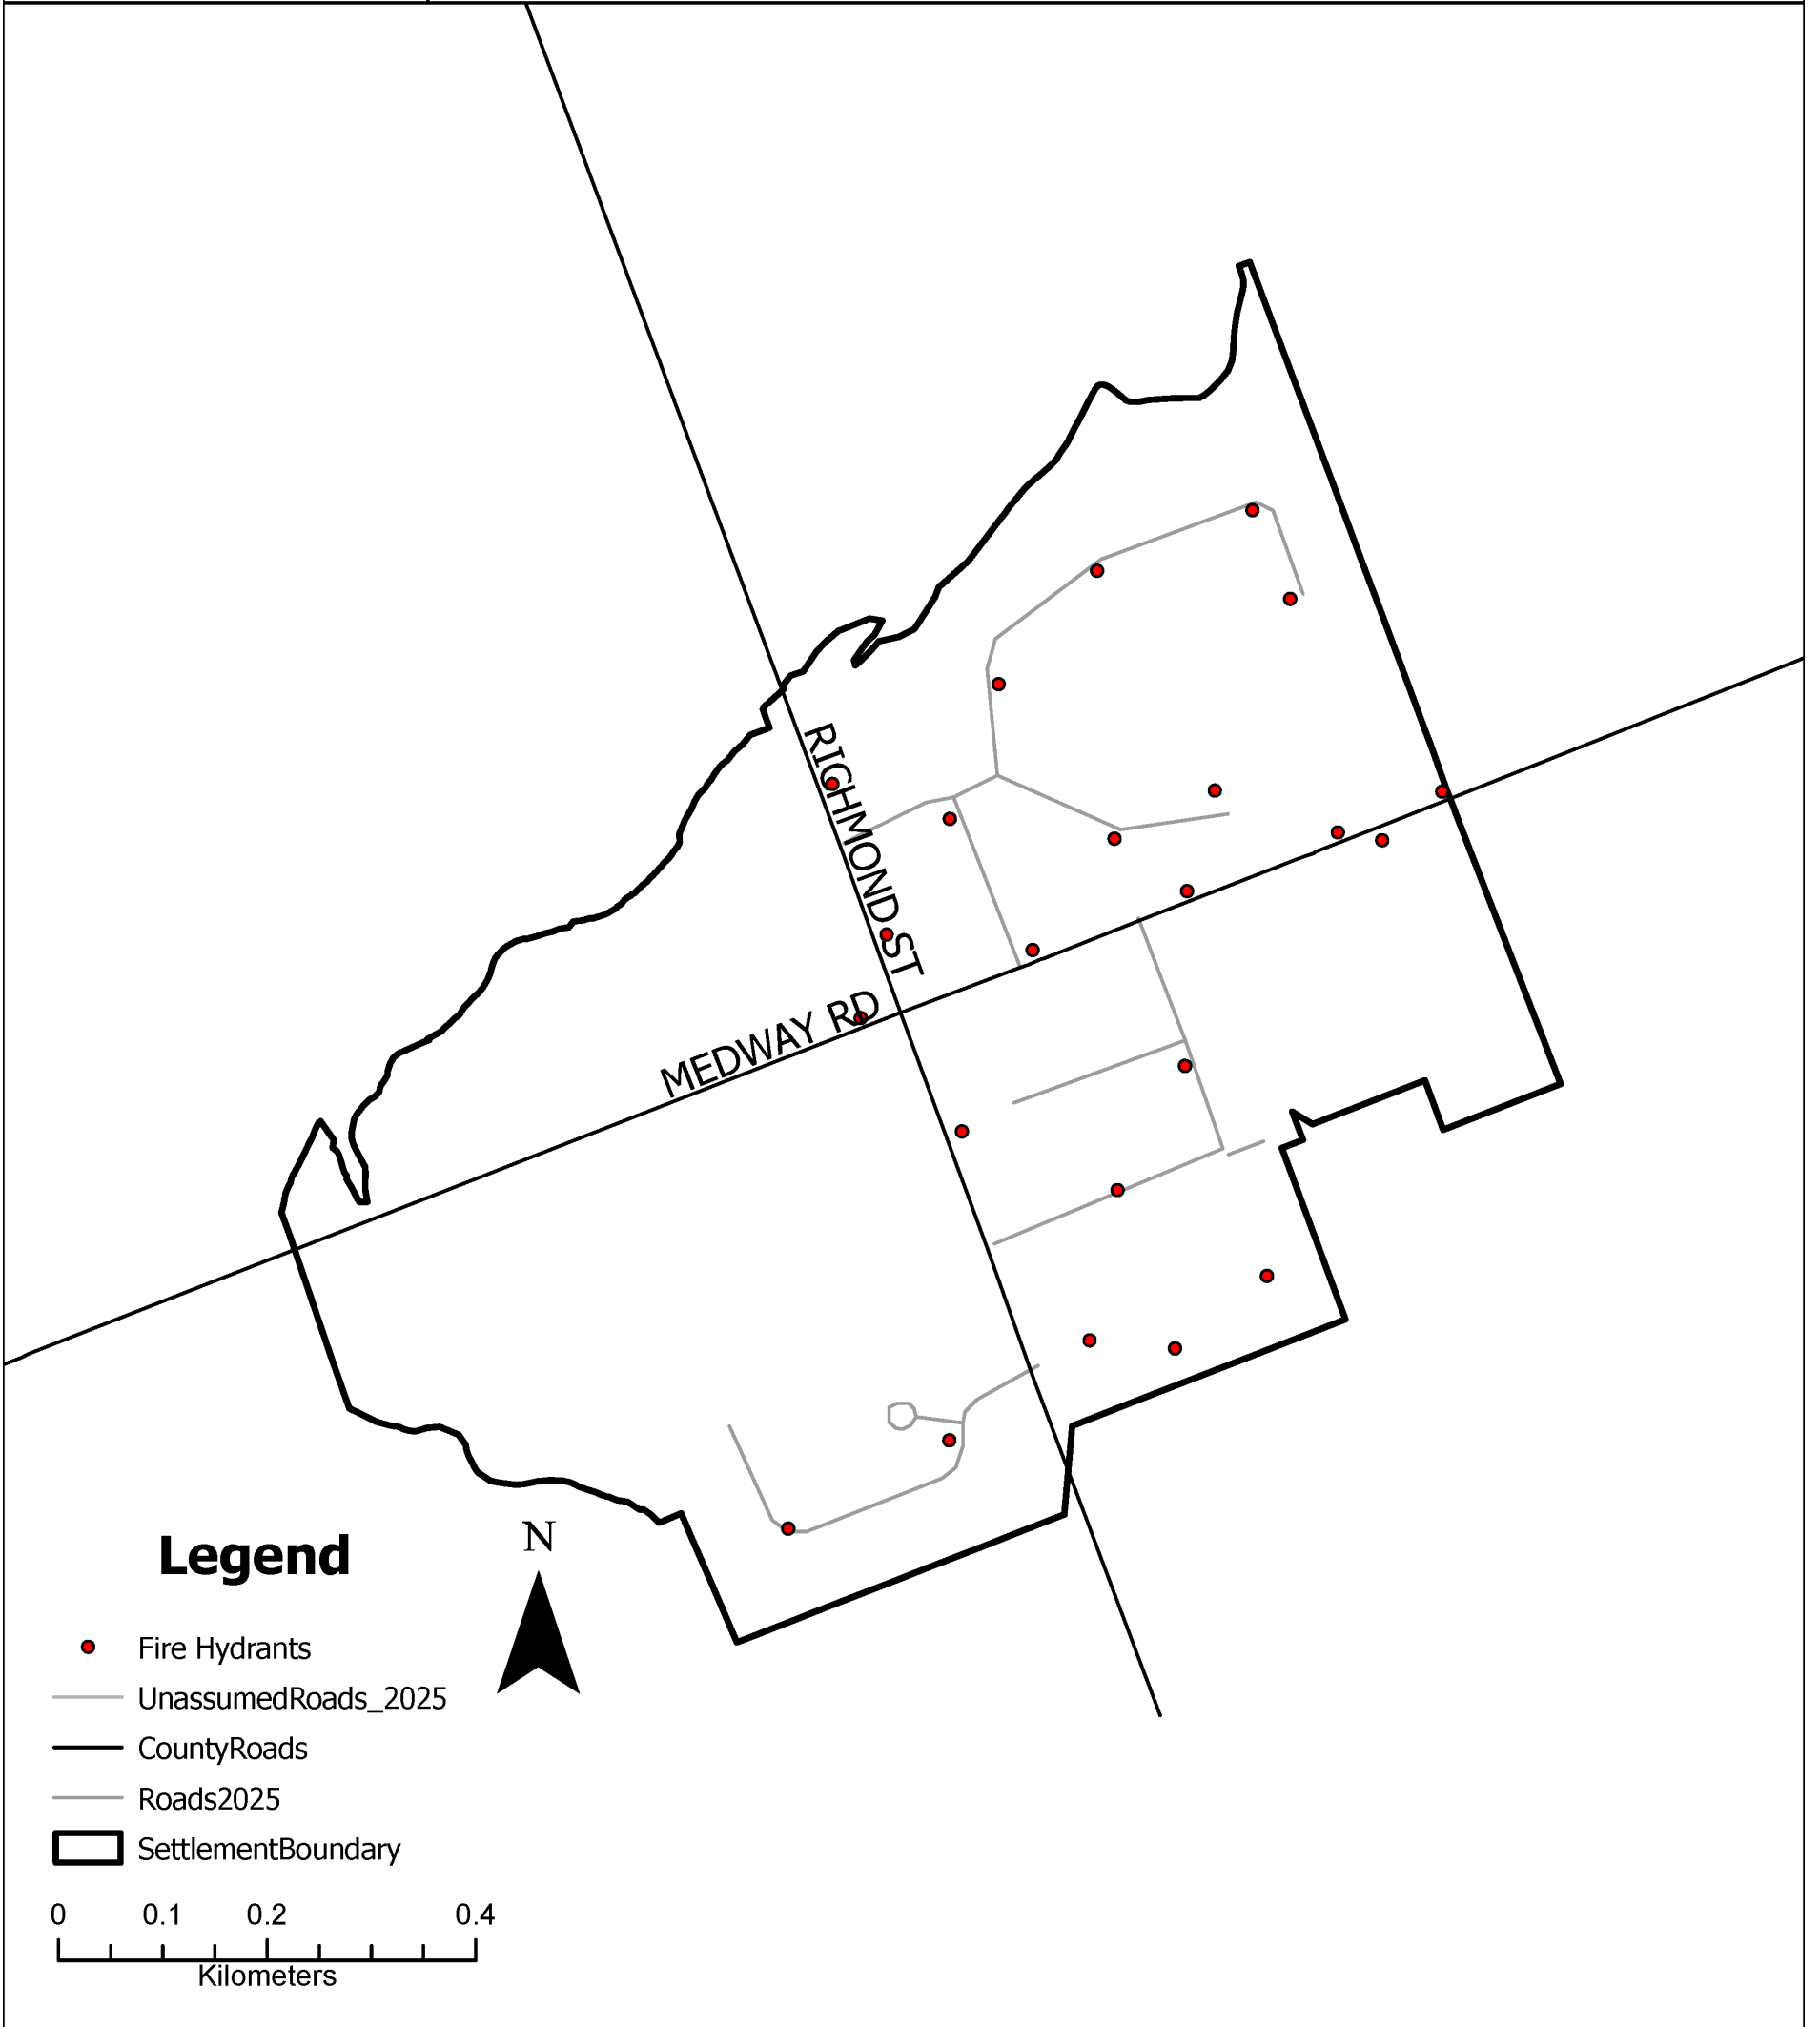 RICHMOND ST
MEDWAY RD
N
Legend
Fire Hydrants
UnassumedRoads_2025
CountyRoads
Roads2025
SettlementBoundary
0 0.1 0.2 0.4
Kilometers